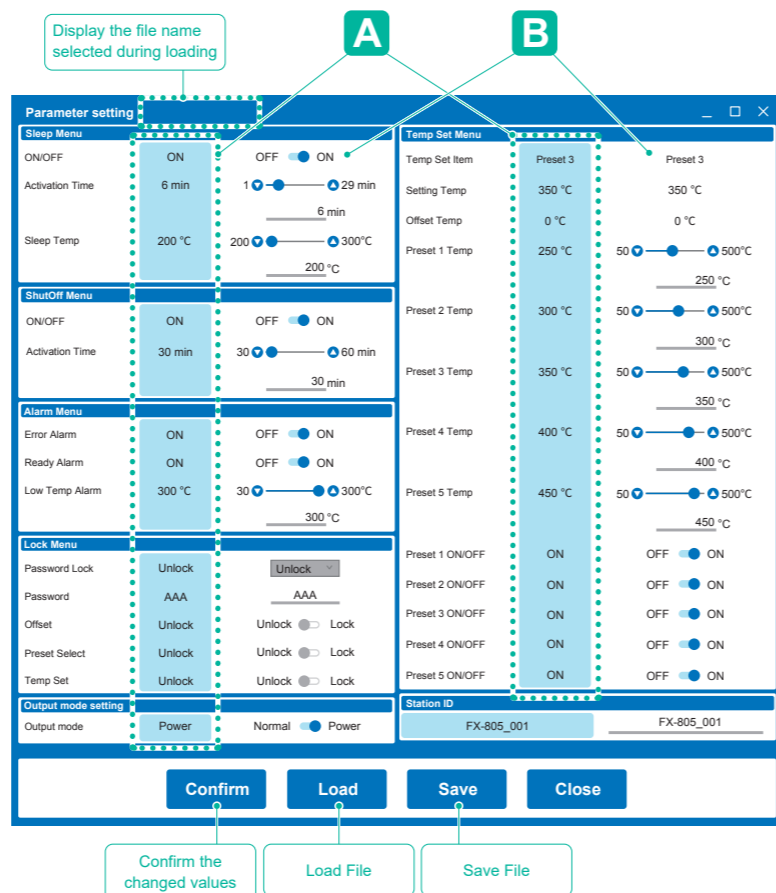 Display the file name
selected during loading
A
B
Parameter setting
Sleep Menu
ON/OFF ON OFF ON
Activation Time 6 min 1 29 min
6 min
Sleep Temp 200 °C 200 300°C
200 °C
ShutOff Menu
ON/OFF ON OFF ON
Activation Time 30 min 30 60 min
30 min
Alarm Menu
Error Alarm ON OFF ON
Ready Alarm ON OFF ON
Low Temp Alarm 300 °C 30 300°C
300 °C
Lock Menu
Password Lock Unlock Unlock
Password AAA AAA
Offset Unlock Unlock Lock
Preset Select Unlock Unlock Lock
Temp Set Unlock Unlock Lock
Output mode setting
Output mode Power Normal Power
Temp Set Menu
Temp Set Item Preset 3 Preset 3
Setting Temp 350 °C 350 °C
Offset Temp 0 °C 0 °C
Preset 1 Temp 250 °C 50 500°C
250 °C
Preset 2 Temp 300 °C 50 500°C
300 °C
Preset 3 Temp 350 °C 50 500°C
350 °C
Preset 4 Temp 400 °C 50 500°C
400 °C
Preset 5 Temp 450 °C 50 500°C
450 °C
Preset 1 ON/OFF ON OFF ON
Preset 2 ON/OFF ON OFF ON
Preset 3 ON/OFF ON OFF ON
Preset 4 ON/OFF ON OFF ON
Preset 5 ON/OFF ON OFF ON
Station ID
FX-805_001 FX-805_001
Confirm Load Save Close
Confirm the
changed values
Load File
Save File